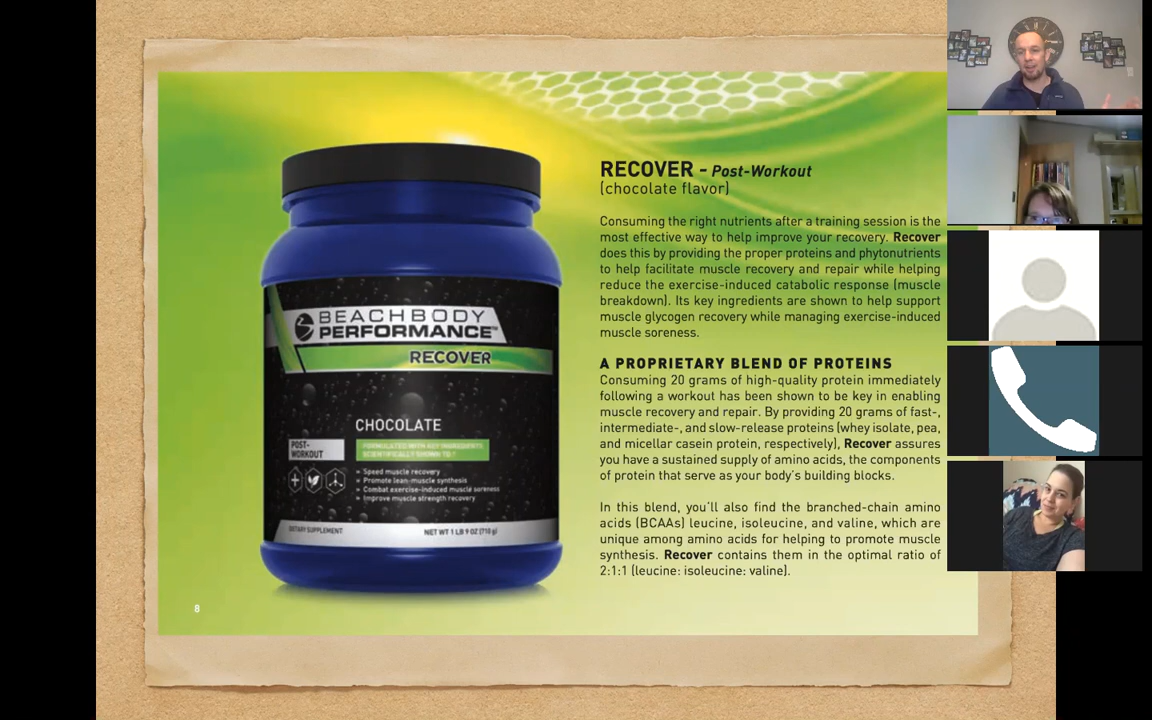 BEACHBODY
PERFORMANCE™
RECOVER
CHOCOLATE
POST-
WORKOUT
FORMULATED WITH KEY INGREDIENTS
SCIENTIFICALLY SHOWN TO:†
» Speed muscle recovery
» Promote lean-muscle synthesis
» Combat exercise-induced muscle soreness
» Improve muscle strength recovery
DIETARY SUPPLEMENT
NET WT 1 LB 9 OZ (710 g)
8
RECOVER - Post-Workout
(chocolate flavor)
Consuming the right nutrients after a training session is the
most effective way to help improve your recovery. Recover
does this by providing the proper proteins and phytonutrients
to help facilitate muscle recovery and repair while helping
reduce the exercise-induced catabolic response (muscle
breakdown). Its key ingredients are shown to help support
muscle glycogen recovery while managing exercise-induced
muscle soreness.
A PROPRIETARY BLEND OF PROTEINS
Consuming 20 grams of high-quality protein immediately
following a workout has been shown to be key in enabling
muscle recovery and repair. By providing 20 grams of fast-,
intermediate-, and slow-release proteins (whey isolate, pea,
and micellar casein protein, respectively), Recover assures
you have a sustained supply of amino acids, the components
of protein that serve as your body's building blocks.
In this blend, you'll also find the branched-chain amino
acids (BCAAs) leucine, isoleucine, and valine, which are
unique among amino acids for helping to promote muscle
synthesis. Recover contains them in the optimal ratio of
2:1:1 (leucine: isoleucine: valine).